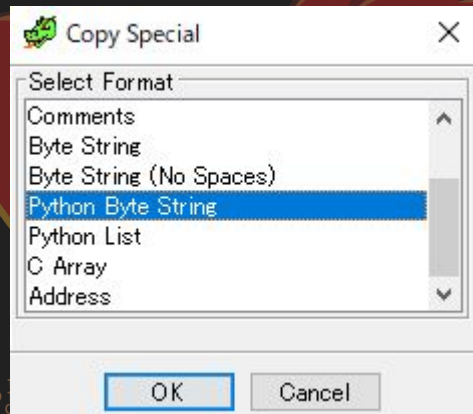 Copy Special
Select Format
Comments
Byte String
Byte String (No Spaces)
Python Byte String
Python List
C Array
Address
OK
Cancel